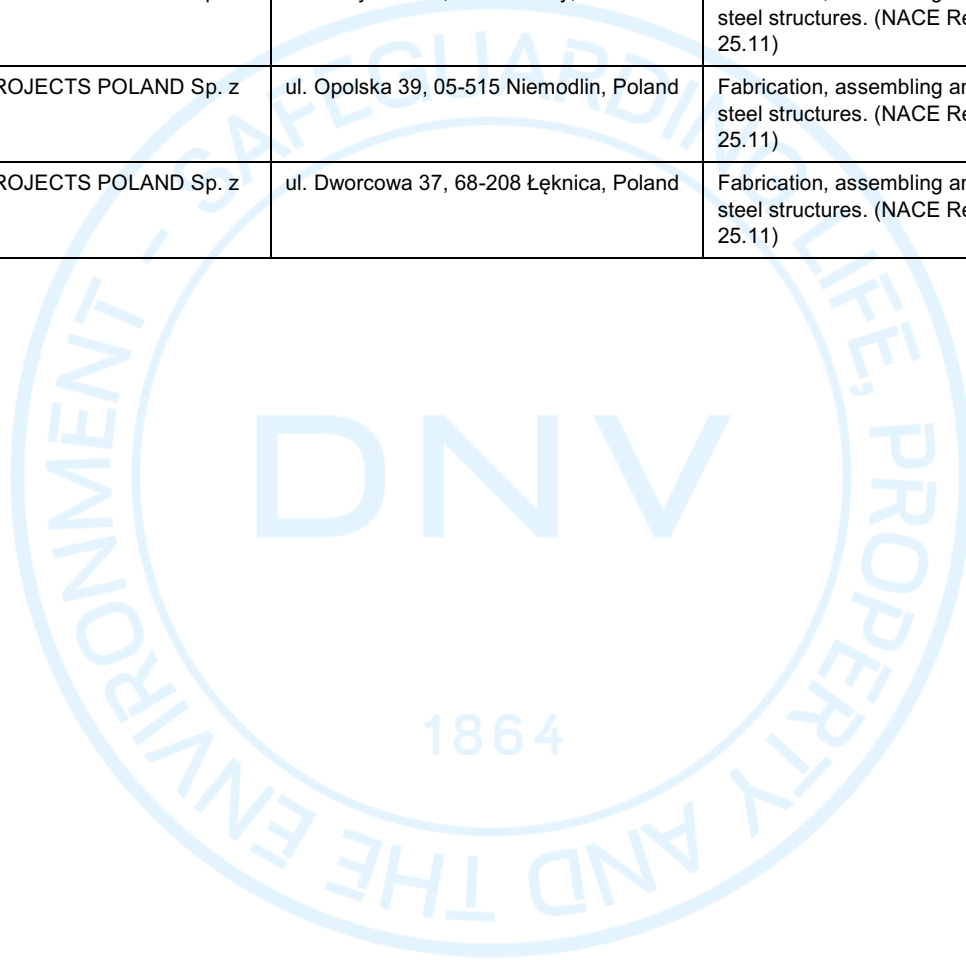 steel structures. (NACE Re
25.11)
ROJECTS POLAND Sp. z
ul. Opolska 39, 05-515 Niemodlin, Poland
Fabrication, assembling ar
steel structures. (NACE Re
25.11)
ROJECTS POLAND Sp. z
ul. Dworcowa 37, 68-208 Łęknica, Poland
Fabrication, assembling ar
steel structures. (NACE Re
25.11)
SAFEGUARDING LIFE, PROPERTY AND THE ENVIRONMENT -
DNV
1864